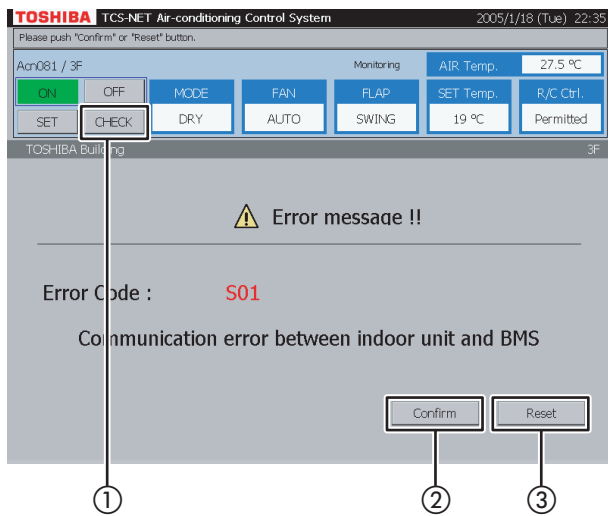 TOSHIBA TCS-NET Air-conditioning Control System 2005/1/18 (Tue) 22:35
Please push "Confirm" or "Reset" button.
Acn081 / 3F Monitoring AIR Temp. 27.5 ℃
ON OFF MODE FAN FLAP SET Temp. R/C Ctrl.
SET CHECK DRY AUTO SWING 19 ℃ Permitted
TOSHIBA Building 3F
Error message !!
Error Code : S01
Communication error between indoor unit and BMS
Confirm Reset
① ② ③